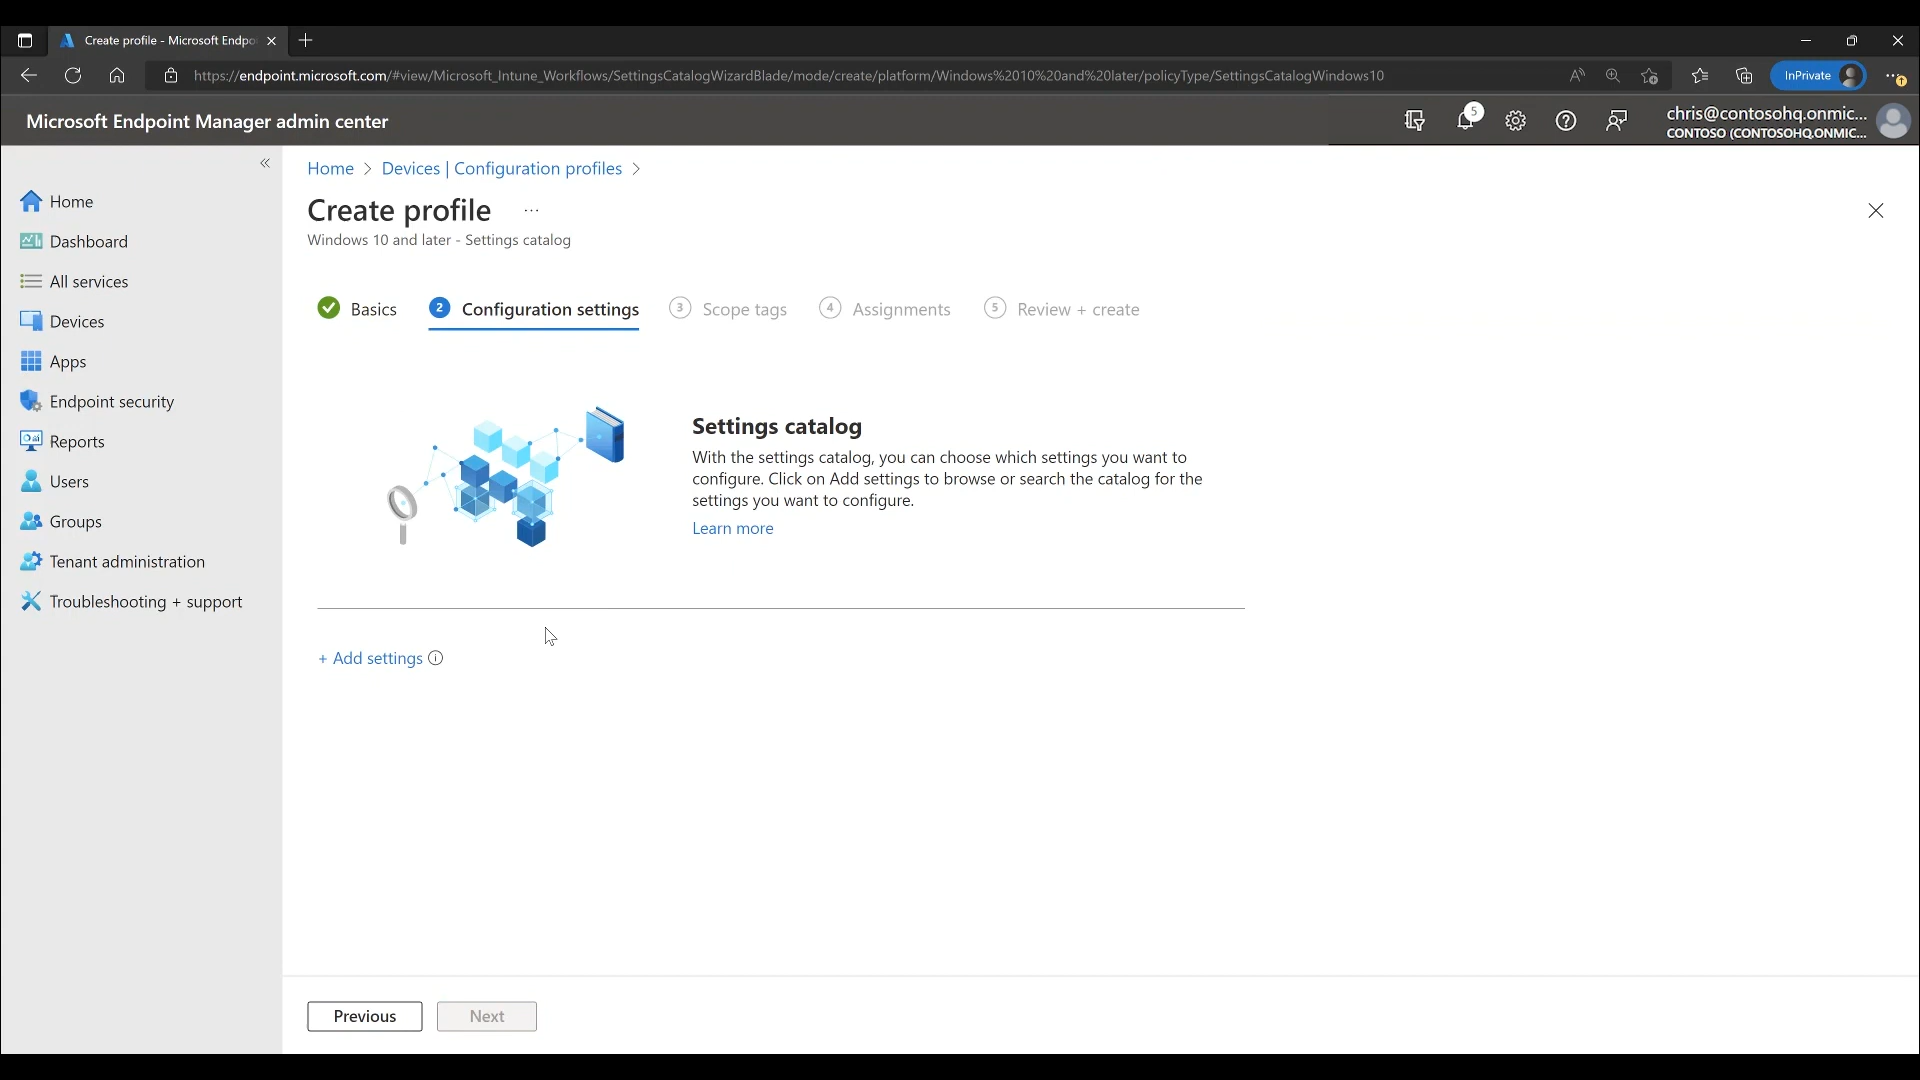 Create profile - Microsoft Endpo
https://endpoint.microsoft.com/#view/Microsoft_Intune_Workflows/SettingsCatalogWizardBlade/mode/create/platform/Windows%2010%20and%20later/policyType/SettingsCatalogWindows10
InPrivate
Microsoft Endpoint Manager admin center
5
chris@contosohq.onmic...
CONTOSO (CONTOSOHQ.ONMIC...
Home
Dashboard
All services
Devices
Apps
Endpoint security
Reports
Users
Groups
Tenant administration
Troubleshooting + support
Home > Devices | Configuration profiles >
Create profile ...
Windows 10 and later - Settings catalog
Basics 2 Configuration settings 3 Scope tags 4 Assignments 5 Review + create
Settings catalog
With the settings catalog, you can choose which settings you want to
configure. Click on Add settings to browse or search the catalog for the
settings you want to configure.
Learn more
+ Add settings
Previous Next